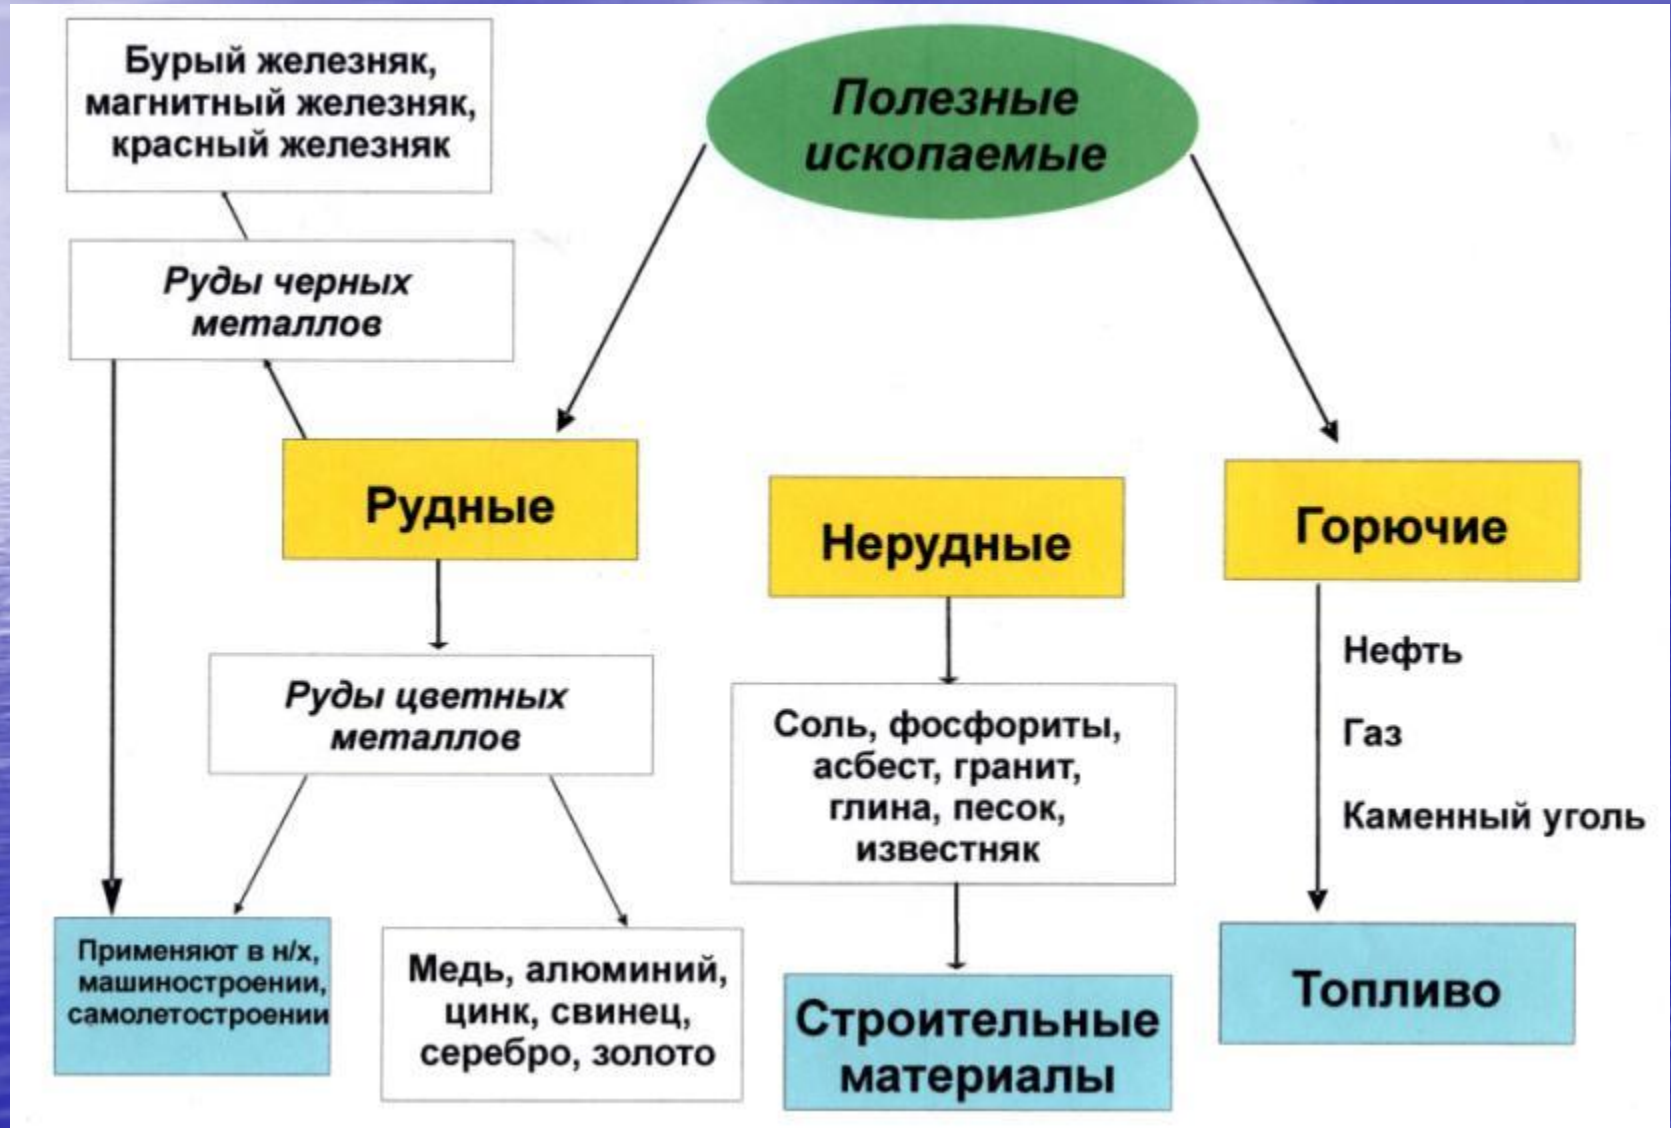 Бурый железняк,
магнитный железняк,
красный железняк
Полезные
ископаемые
Руды черных
металлов
Рудные
Нерудные
Горючие
Нефть
Газ
Каменный уголь
Руды цветных
металлов
Соль, фосфориты,
асбест, гранит,
глина, песок,
известняк
Применяют в н/х,
машиностроении,
самолетостроении
Медь, алюминий,
цинк, свинец,
серебро, золото
Строительные
материалы
Топливо